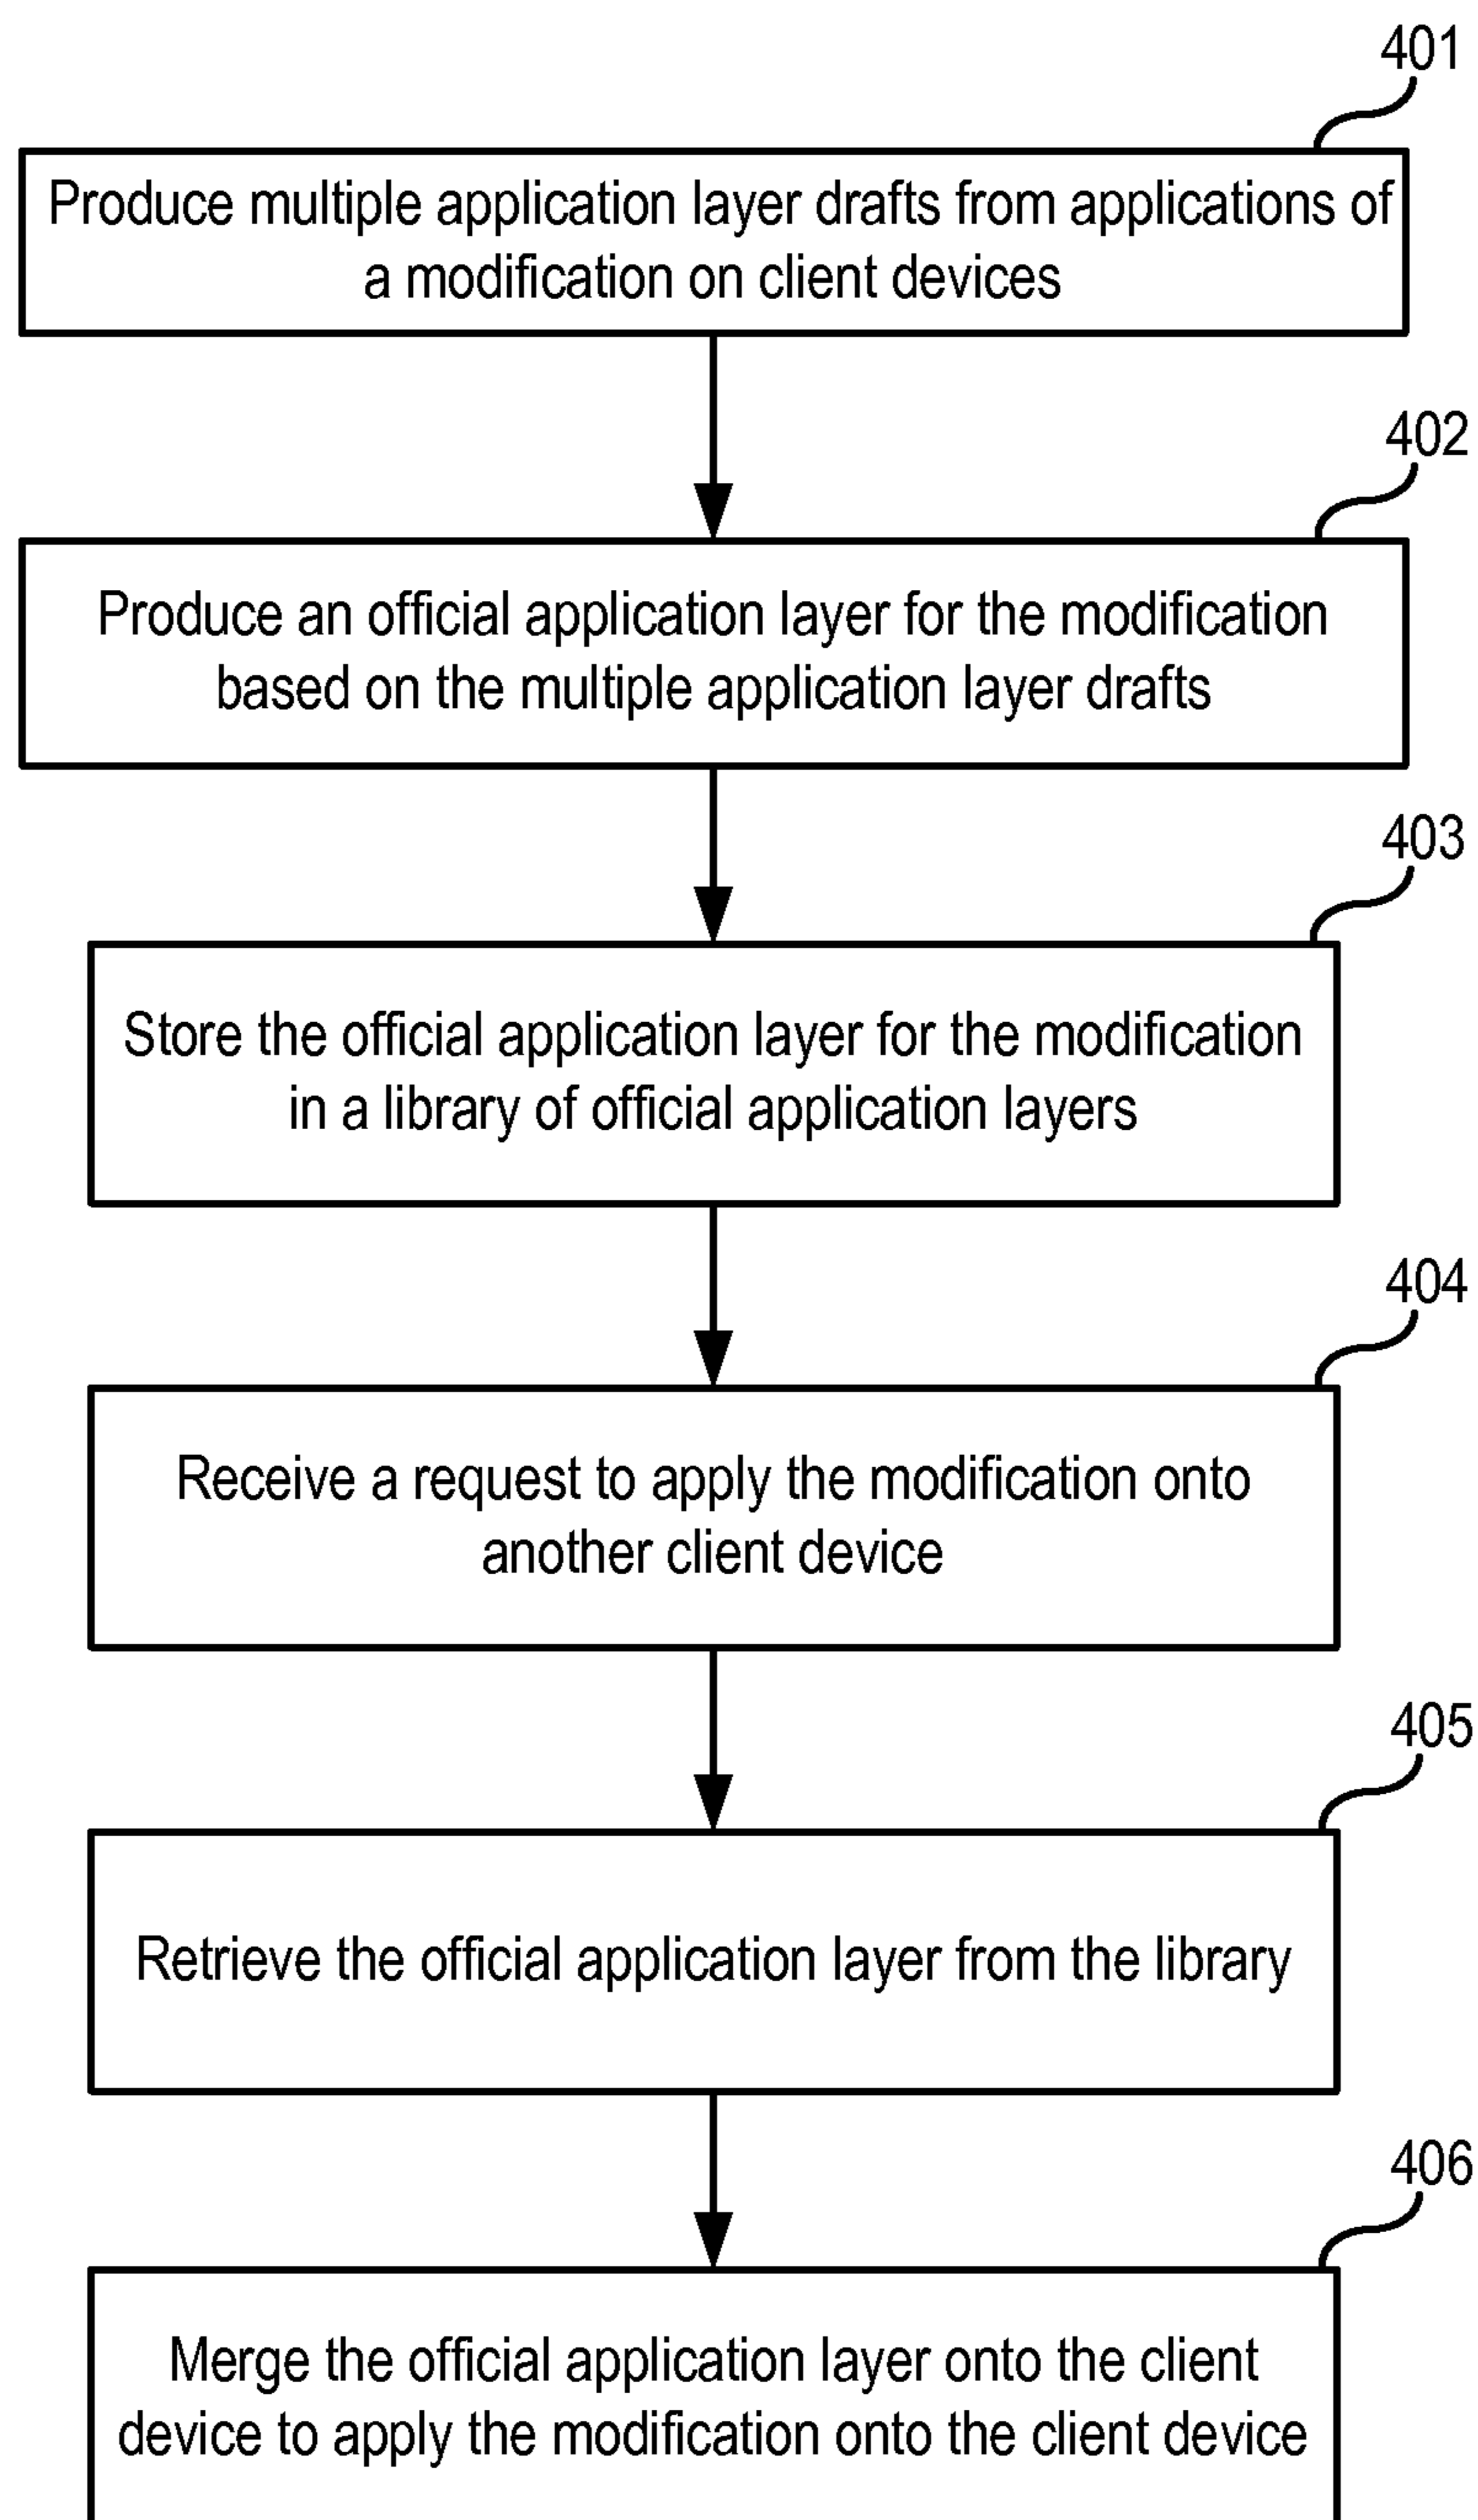 401
Produce multiple application layer drafts from applications of
a modification on client devices
402
Produce an official application layer for the modification
based on the multiple application layer drafts
403
Store the official application layer for the modification
in a library of official application layers
404
Receive a request to apply the modification onto
another client device
405
Retrieve the official application layer from the library
406
Merge the official application layer onto the client
device to apply the modification onto the client device